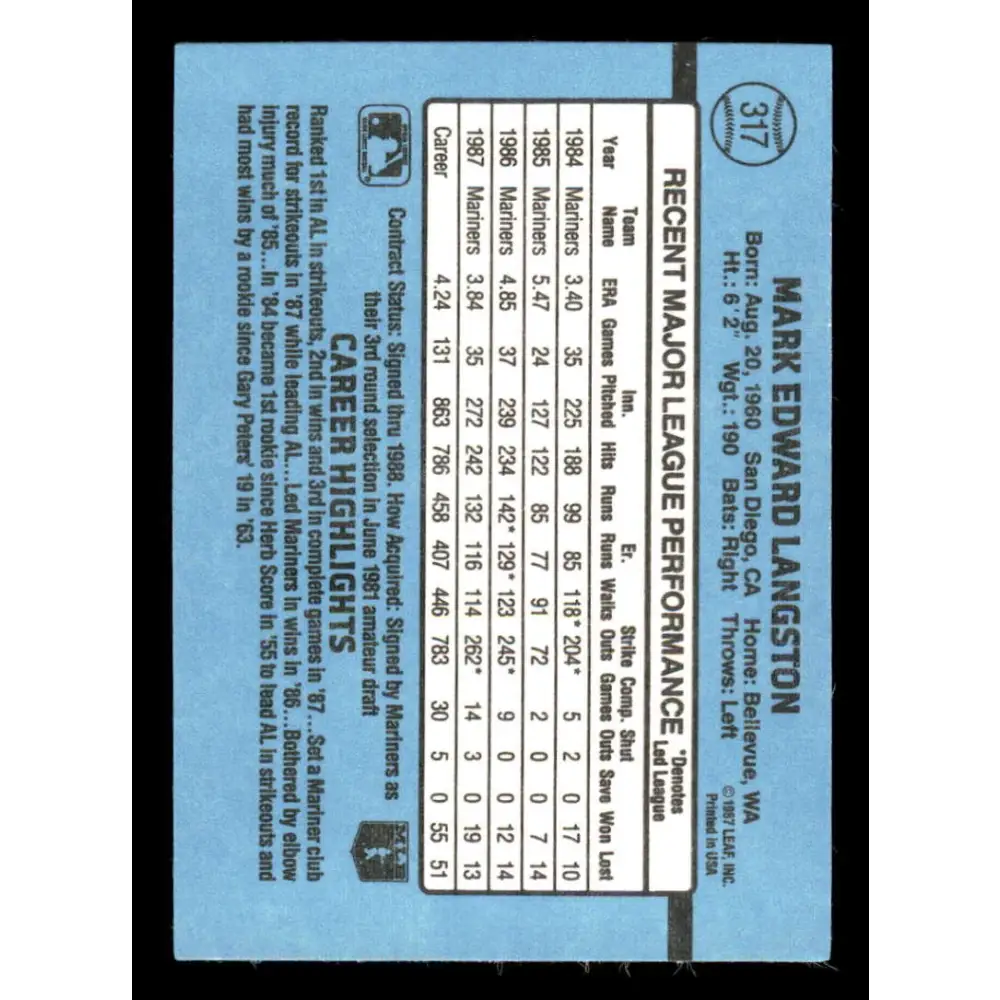 317
MARK EDWARD LANGSTON
Born: Aug. 20, 1960 San Diego, CA Home: Bellevue, WA
Ht.: 6'2" Wgt.: 190 Bats: Right Throws: Left
©1987 LEAF, INC.
Printed in USA
RECENT MAJOR LEAGUE PERFORMANCE
*Denotes
Led League
Team Inn. Er. Strike Comp. Shut
Year Name ERA Games Pitched Hits Runs Runs Walks Outs Games Outs Save Won Lost
1984 Mariners 3.40 35 225 188 99 85 118* 204* 5 2 0 17 10
1985 Mariners 5.47 24 127 122 85 77 91 72 2 0 0 7 14
1986 Mariners 4.85 37 239 234 142* 129* 123 245* 9 0 0 12 14
1987 Mariners 3.84 35 272 242 132 116 114 262* 14 3 0 19 13
Career 4.24 131 863 786 458 407 446 783 30 5 0 55 51
Contract Status: Signed thru 1988. How Acquired: Signed by Mariners as
their 3rd round selection in June 1981 amateur draft
MLB
CAREER HIGHLIGHTS
Ranked 1st in AL in strikeouts, 2nd in wins and 3rd in complete games in '87...Set a Mariner club
record for strikeouts in '87 while leading AL...Led Mariners in wins in '86...Bothered by elbow
injury much of '85...In '84 became 1st rookie since Herb Score in '55 to lead AL in strikeouts and
had most wins by a rookie since Gary Peters' 19 in '63.